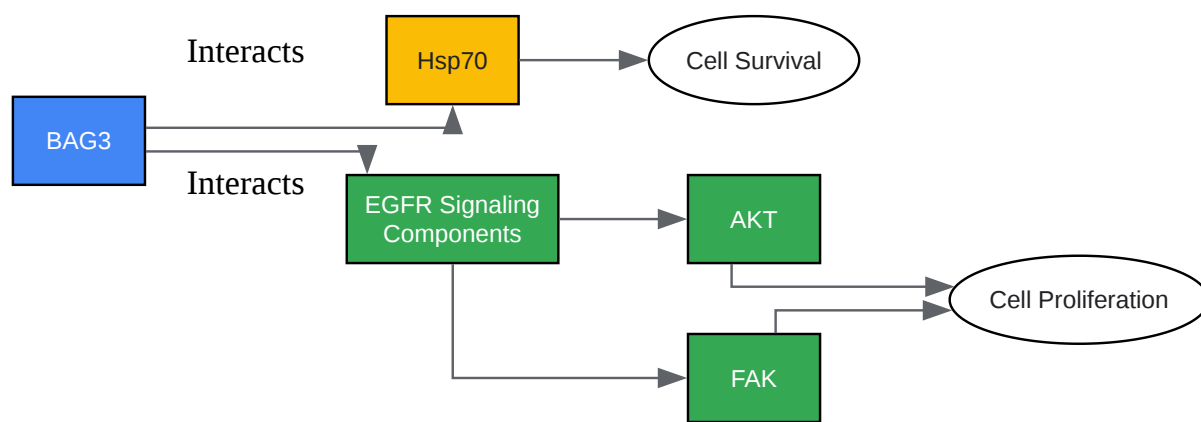 Interacts
Hsp70
Cell Survival
BAG3
Interacts
EGFR Signaling
Components
AKT
Cell Proliferation
FAK